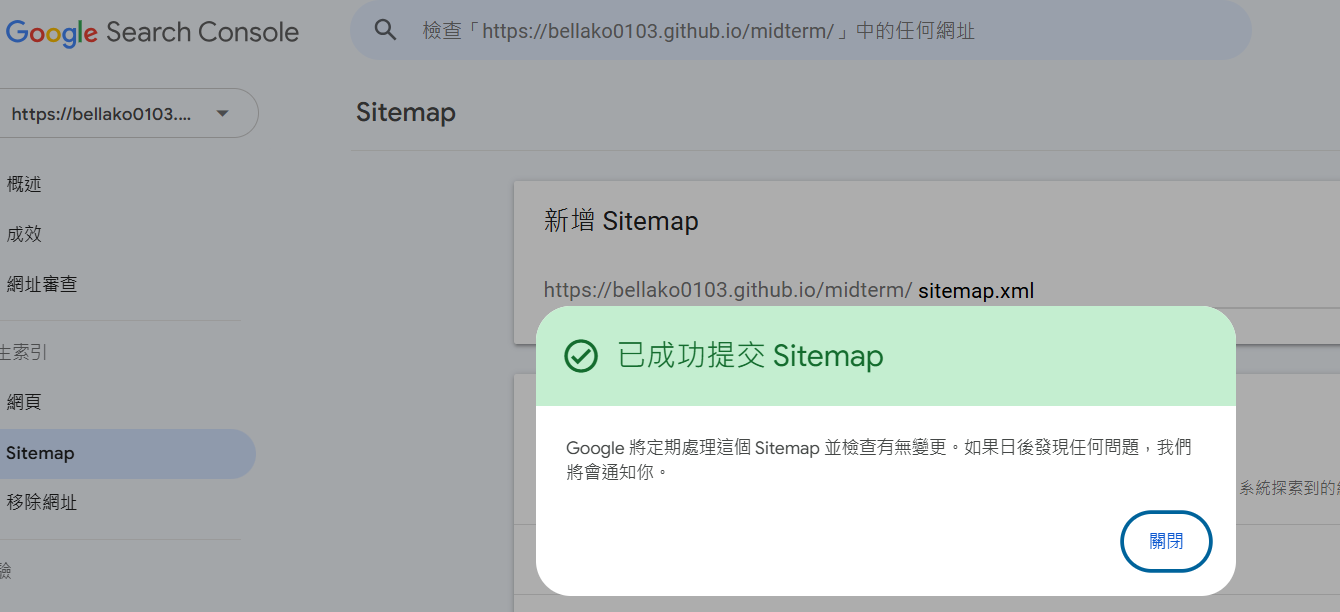 Google Search Console
檢查「https://bellako0103.github.io/midterm/」中的任何網址
https://bellako0103....
Sitemap
概述
成效
網址審查
生索引
網頁
Sitemap
移除網址
驗
新增 Sitemap
https://bellako0103.github.io/midterm/ sitemap.xml
已成功提交 Sitemap
Google 將定期處理這個 Sitemap 並檢查有無變更。如果日後發現任何問題，我們
將會通知你。
關閉
系統探索到的